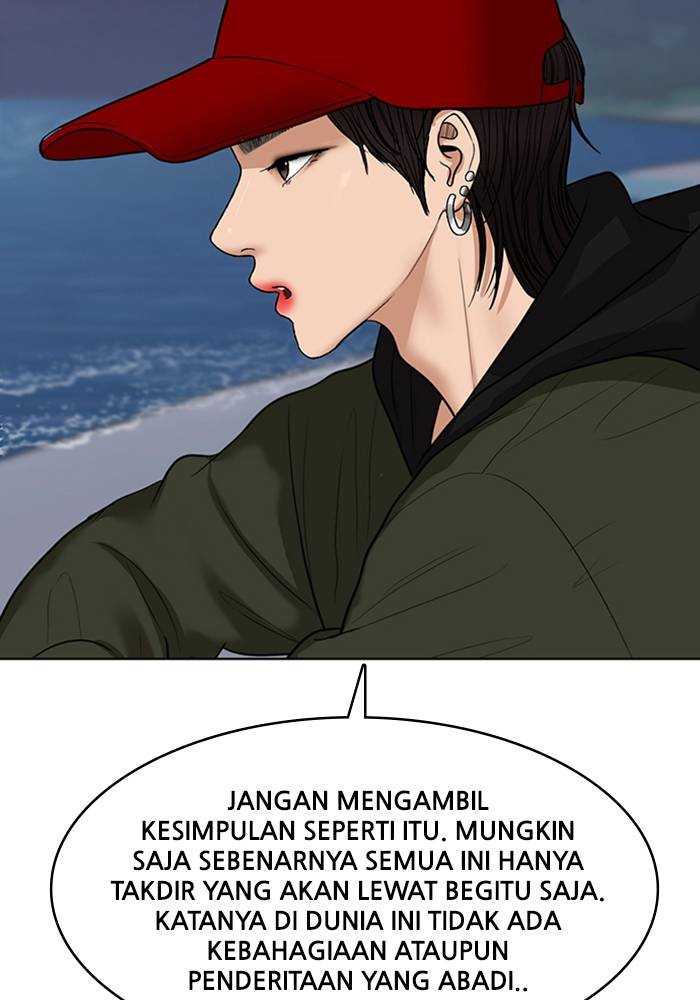 JANGAN MENGAMBIL
KESIMPULAN SEPERTI ITU. MUNGKIN
SAJA SEBENARNYA SEMUA INI HANYA
TAKDIR YANG AKAN LEWAT BEGITU SAJA.
KATANYA DI DUNIA INI TIDAK ADA
KEBAHAGIAAN ATAUPUN
PENDERITAAN YANG ABADI..